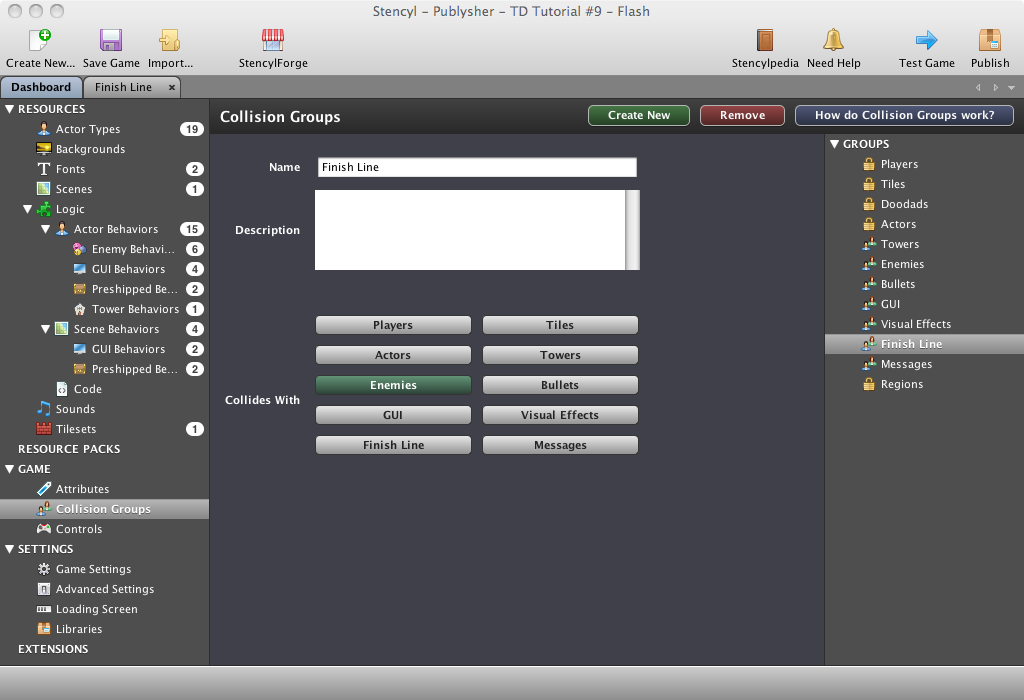 Stencyl – Publysher – TD Tutorial #9 – Flash
Create New... Save Game Import... StencylForge Stencylpedia Need Help Test Game Publish
Dashboard Finish Line ×
RESOURCES
Actor Types 19
Backgrounds
Fonts 2
Scenes 1
Logic
Actor Behaviors 15
Enemy Behavi... 6
GUI Behaviors 4
Preshipped Be... 2
Tower Behaviors 1
Scene Behaviors 4
GUI Behaviors 2
Preshipped Be... 2
Code
Sounds
Tilesets 1
RESOURCE PACKS
GAME
Attributes
Collision Groups
Controls
SETTINGS
Game Settings
Advanced Settings
Loading Screen
Libraries
EXTENSIONS
Collision Groups Create New Remove How do Collision Groups work?
Name Finish Line
Description
Collides With
Players Tiles
Actors Towers
Enemies Bullets
GUI Visual Effects
Finish Line Messages
GROUPS
Players
Tiles
Doodads
Actors
Towers
Enemies
Bullets
GUI
Visual Effects
Finish Line
Messages
Regions